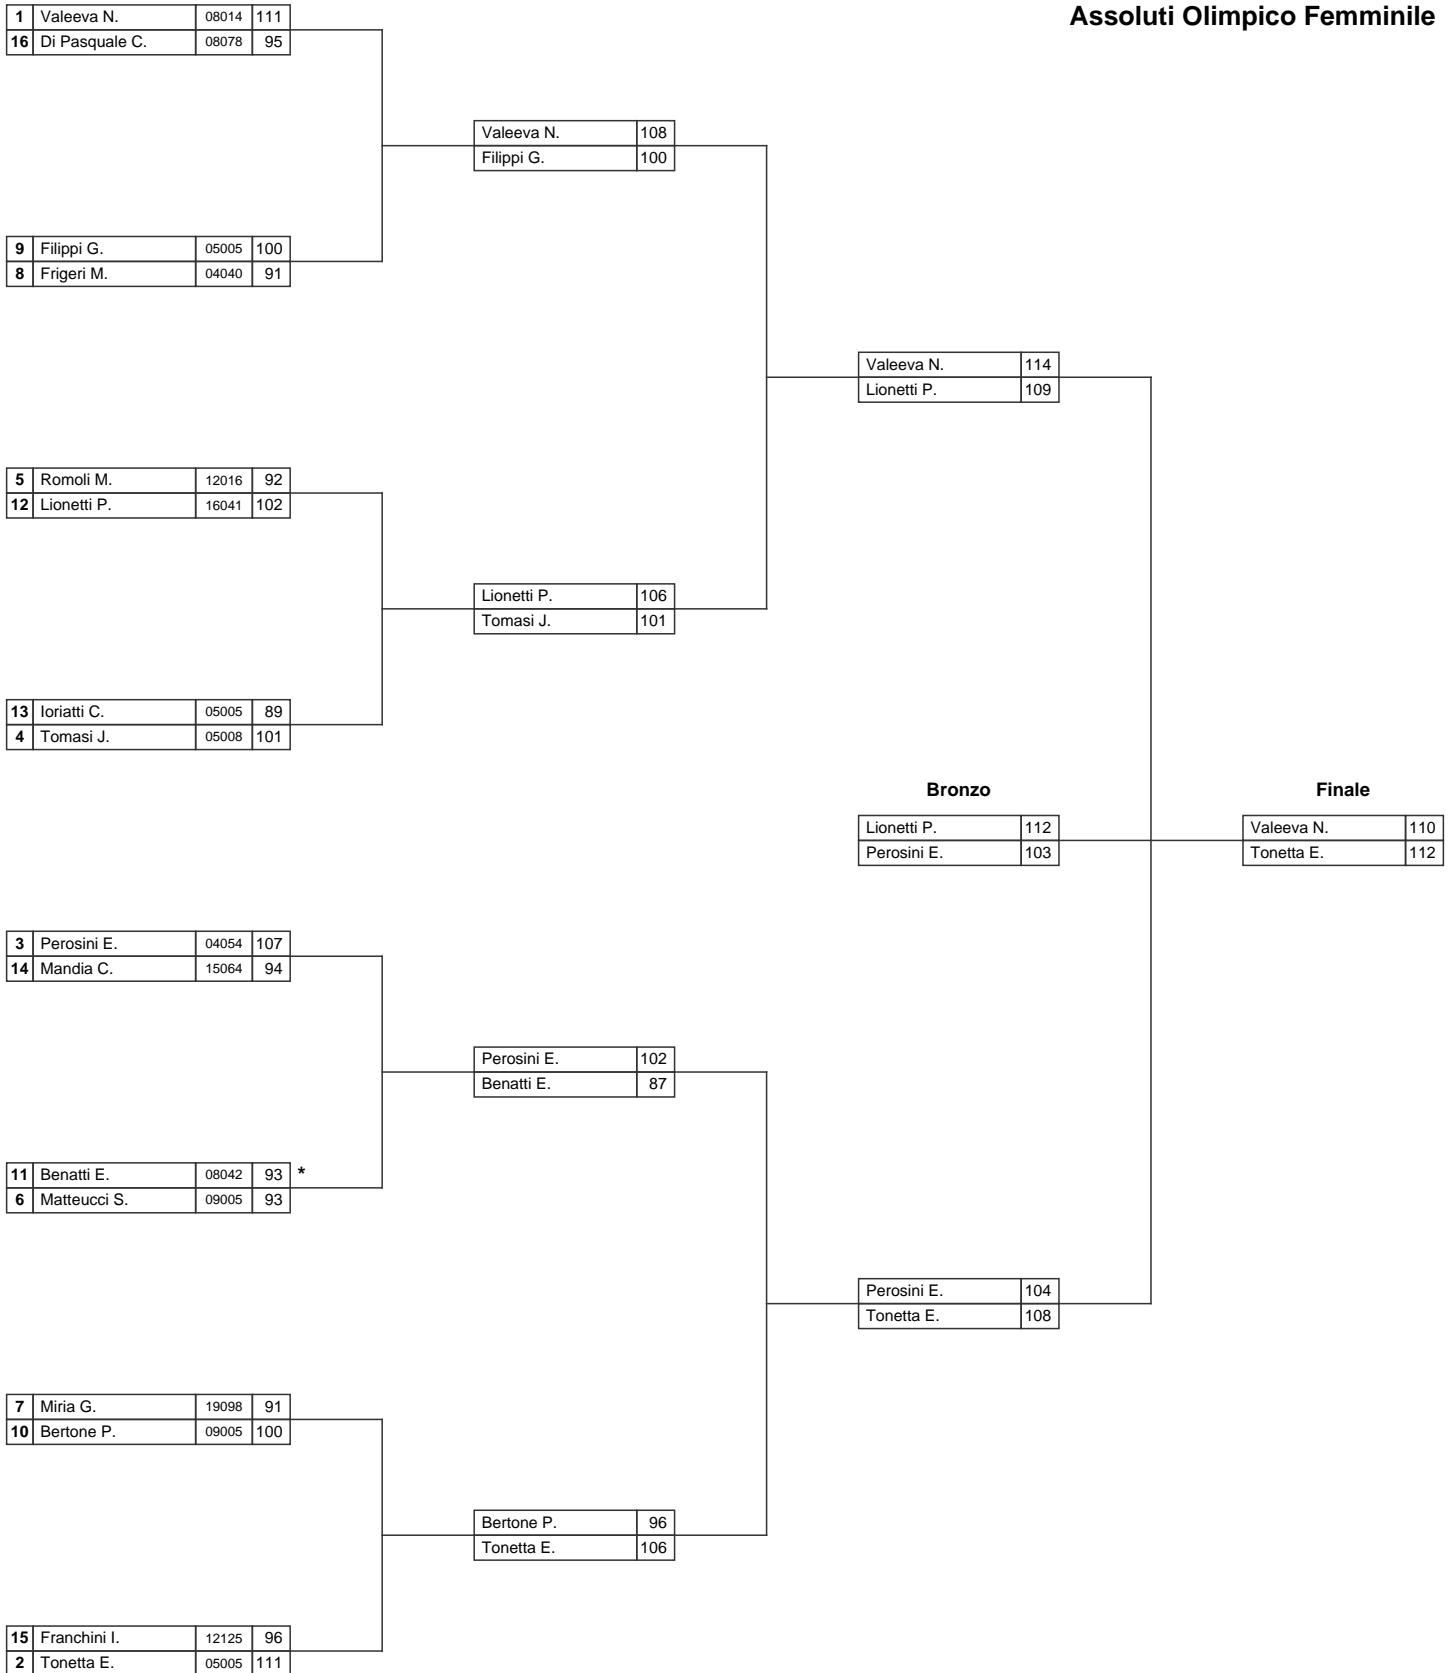 Assoluti Olimpico Femminile
1 Valeeva N. 08014 111
16 Di Pasquale C. 08078 95
Valeeva N. 108
Filippi G. 100
9 Filippi G. 05005 100
8 Frigeri M. 04040 91
Valeeva N. 114
Lionetti P. 109
5 Romoli M. 12016 92
12 Lionetti P. 16041 102
Lionetti P. 106
Tomasi J. 101
13 Ioriatti C. 05005 89
4 Tomasi J. 05008 101
Bronzo Finale
Lionetti P. 112 Valeeva N. 110
Perosini E. 103 Tonetta E. 112
3 Perosini E. 04054 107
14 Mandia C. 15064 94
Perosini E. 102
Benatti E. 87
11 Benatti E. 08042 93 *
6 Matteucci S. 09005 93
Perosini E. 104
Tonetta E. 108
7 Miria G. 19098 91
10 Bertone P. 09005 100
Bertone P. 96
Tonetta E. 106
15 Franchini I. 12125 96
2 Tonetta E. 05005 111